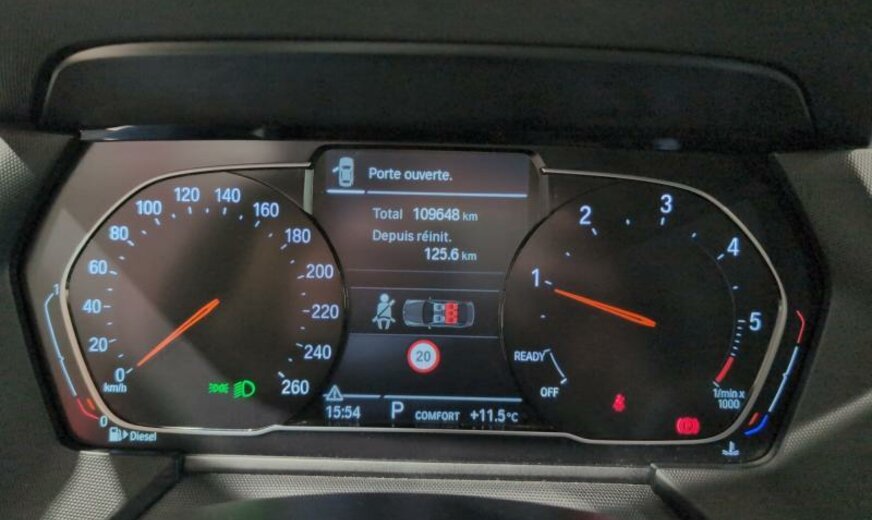 Porte ouverte.
Total 109648 km
Depuis réinit.
125.6 km
0
20
40
60
80
100
120
140
160
180
200
220
240
260
km/h
20
1
2
3
4
5
1/min x
1000
READY
OFF
1
0
Diesel
15:54 P COMFORT +11.5°C